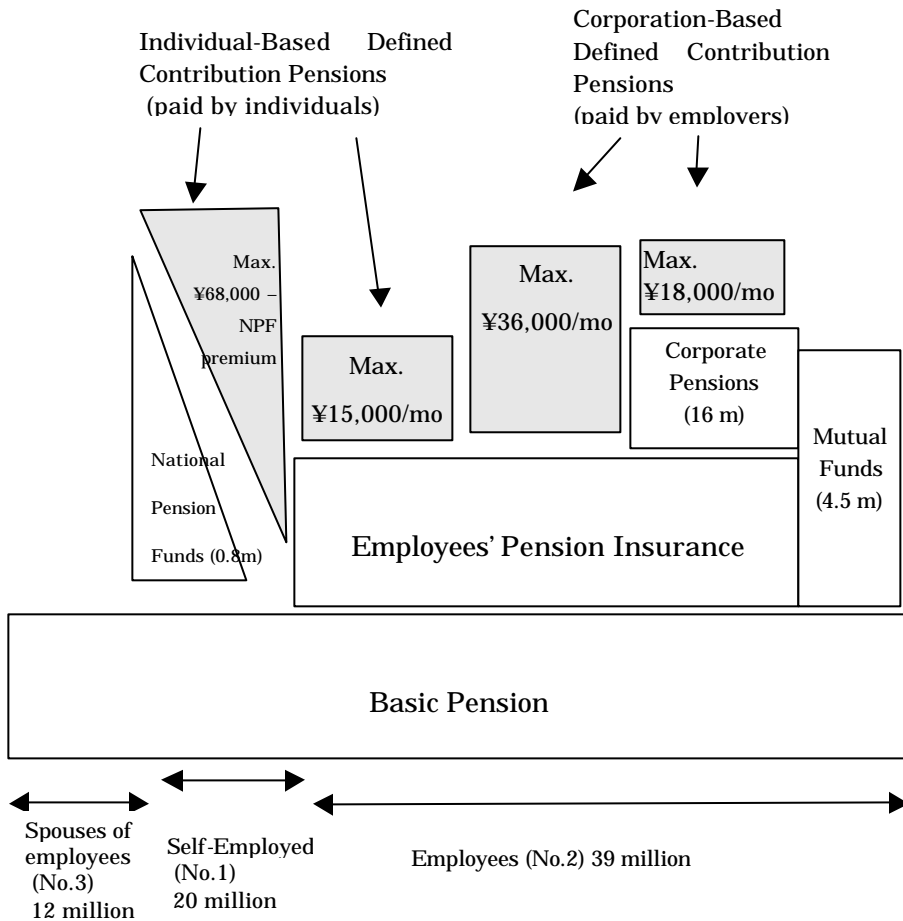 Individual-Based Defined
Contribution Pensions
(paid by individuals)
Corporation-Based
Defined Contribution
Pensions
(paid by employers)
Max.
¥68,000 –
NPF
premium
Max.
¥15,000/mo
Max.
¥36,000/mo
Max.
¥18,000/mo
Corporate
Pensions
(16 m)
Mutual
Funds
(4.5 m)
National
Pension
Funds (0.8m)
Employees' Pension Insurance
Basic Pension
Spouses of
employees
(No.3)
12 million
Self-Employed
(No.1)
20 million
Employees (No.2) 39 million